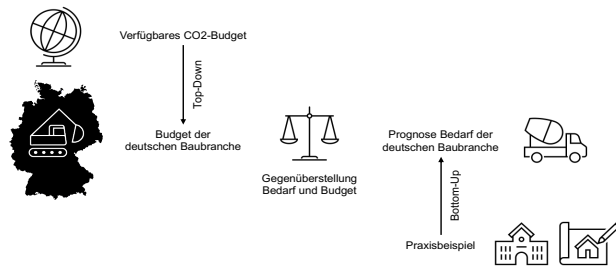 Verfügbares CO2-Budget
Top-Down
Budget der
deutschen Baubranche
Gegenüberstellung
Bedarf und Budget
Prognose Bedarf der
deutschen Baubranche
Bottom-Up
Praxisbeispiel